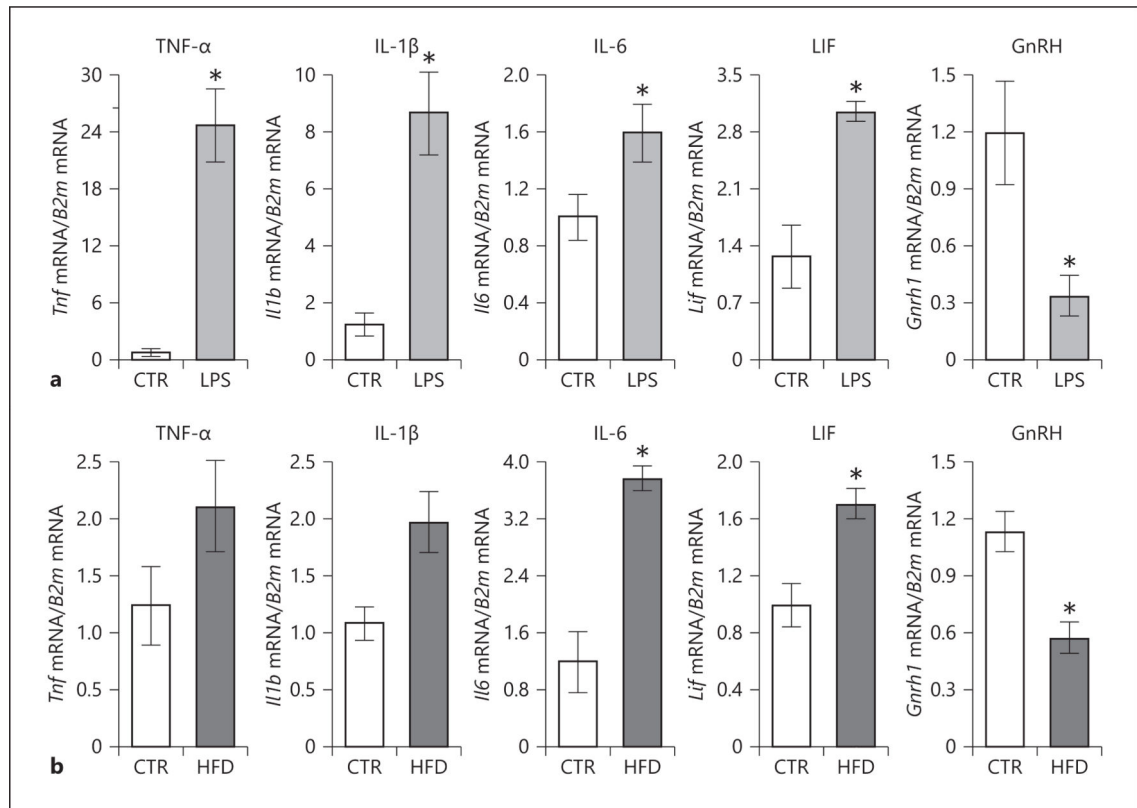 TNF-α
30
24
18
12
6
0
Tnf mRNA/B2m mRNA
*
CTR LPS
IL-1β
10
8
6
4
2
0
Il1b mRNA/B2m mRNA
*
CTR LPS
IL-6
2.0
1.6
1.2
0.8
0.4
0
Il6 mRNA/B2m mRNA
*
CTR LPS
LIF
3.5
2.8
2.1
1.4
0.7
0
Lif mRNA/B2m mRNA
*
CTR LPS
GnRH
1.5
1.2
0.9
0.6
0.3
0
Gnrh1 mRNA/B2m mRNA
*
CTR LPS
a
TNF-α
2.5
2.0
1.5
1.0
0.5
0
Tnf mRNA/B2m mRNA
CTR HFD
IL-1β
2.5
2.0
1.5
1.0
0.5
0
Il1b mRNA/B2m mRNA
CTR HFD
IL-6
4.0
3.2
2.4
1.6
0.8
0
Il6 mRNA/B2m mRNA
*
CTR HFD
LIF
2.0
1.6
1.2
0.8
0.4
0
Lif mRNA/B2m mRNA
*
CTR HFD
GnRH
1.5
1.2
0.9
0.6
0.3
0
Gnrh1 mRNA/B2m mRNA
*
CTR HFD
b